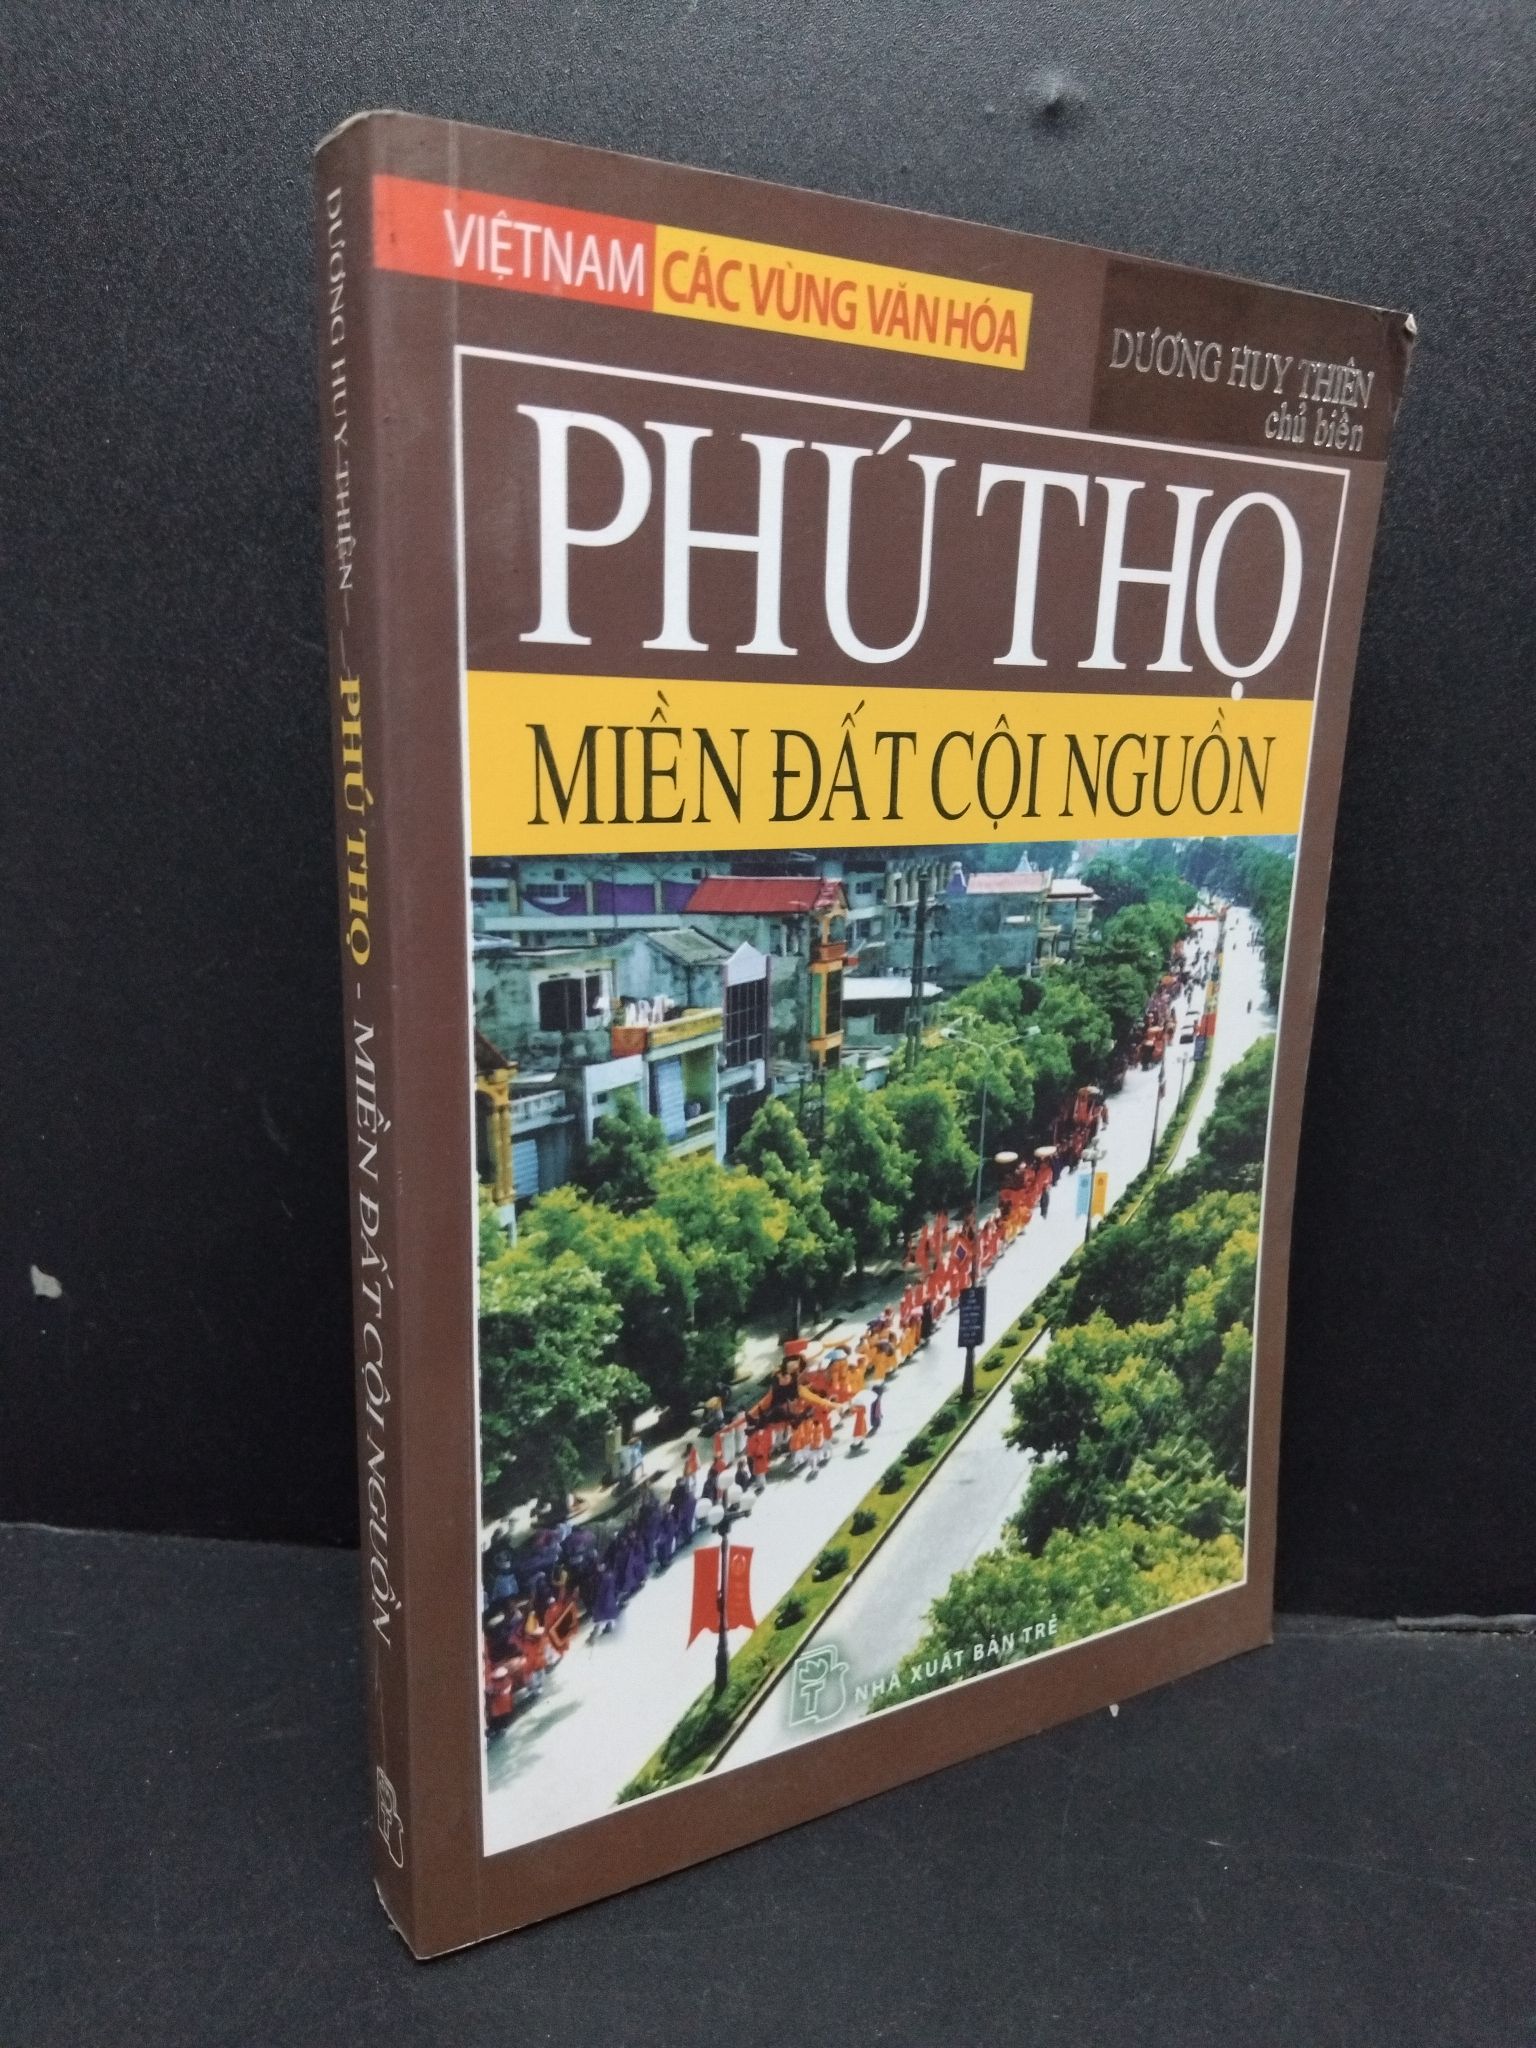 VIỆTNAM CÁC VÙNG VĂN HÓA
DƯƠNG HUY THIỆN
chủ biên
PHÚ THỌ
MIỀN ĐẤT CỘI NGUỒN
NHÀ XUẤT BẢN TRẺ
DƯƠNG HUY THIỆN PHÚ THỌ - MIỀN ĐẤT CỘI NGUỒN